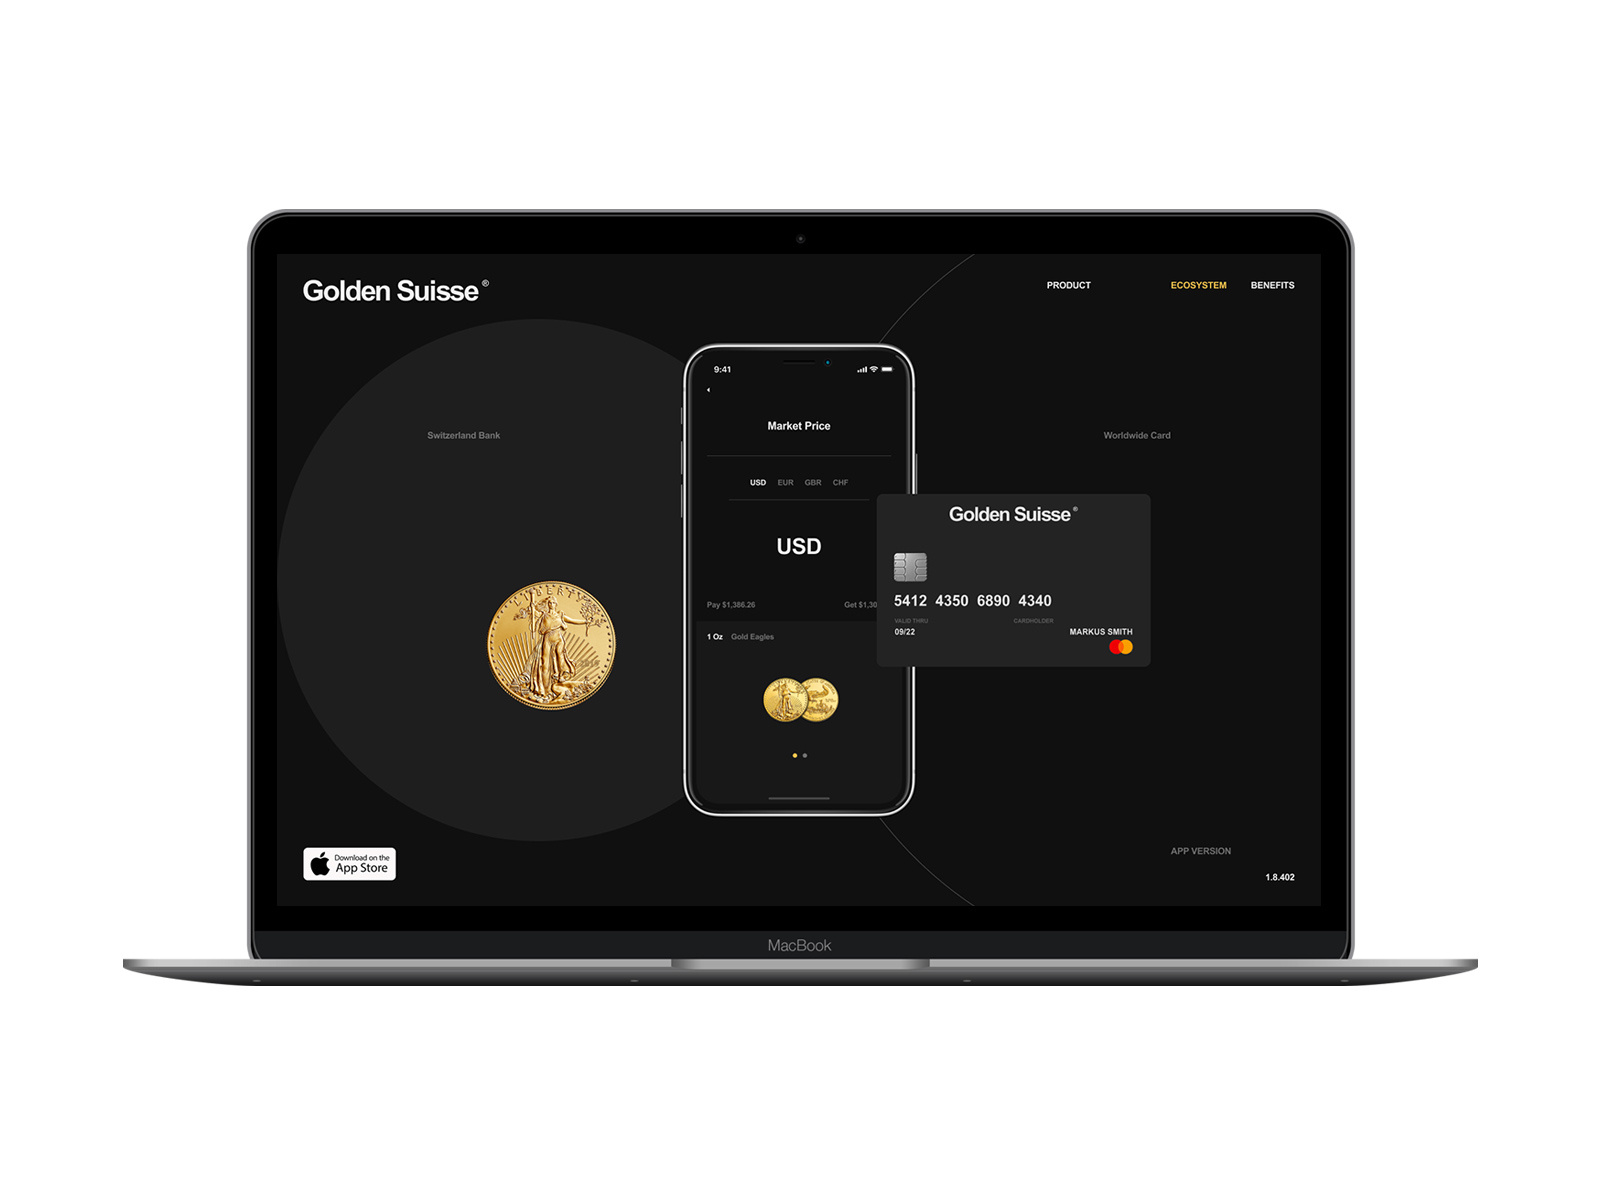 Golden Suisse®
PRODUCT
ECOSYSTEM
BENEFITS
Switzerland Bank
Worldwide Card
9:41
Market Price
USD EUR GBR CHF
USD
Pay $1,386.26
Get $1,30
1 Oz Gold Eagles
Golden Suisse®
5412 4350 6890 4340
VALID THRU
CARDHOLDER
09/22
MARKUS SMITH
LIBERTY
Download on the
App Store
APP VERSION
1.8.402
MacBook